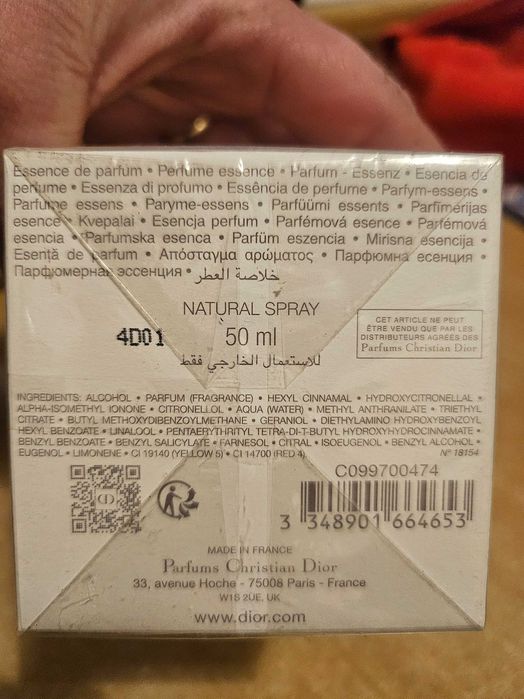 Essence de parfum • Perfume essence • Parfum - Essenz • Esencia de
perfume • Essenza di profumo • Essência de perfume • Parfym-essens •
Parfume essens • Paryme-essens • Parfüümi essents • Parfimērijas
esence • Kvepalai • Esencja perfum • Parfémová esence • Parfémová
esencia • Parfumska esenca • Parfüm eszencia • Mirisna esencija •
Esență de parfum • Απόσταγμα αρώματος • Парфюмна есенция •
Парфюмерная эссенция • خلاصة العطر
NATURAL SPRAY
4D01
50 ml
للاستعمال الخارجي فقط
CET ARTICLE NE PEUT
ÊTRE VENDU QUE PAR LES
DISTRIBUTEURS AGRÉÉS DES
Parfums Christian Dior
INGREDIENTS: ALCOHOL • PARFUM (FRAGRANCE) • HEXYL CINNAMAL • HYDROXYCITRONELLAL •
ALPHA-ISOMETHYL IONONE • CITRONELLOL • AQUA (WATER) • METHYL ANTHRANILATE • TRIETHYL
CITRATE • BUTYL METHOXYDIBENZOYLMETHANE • GERANIOL • DIETHYLAMINO HYDROXYBENZOYL
HEXYL BENZOATE • LINALOOL • PENTAERYTHRITYL TETRA-DI-T-BUTYL HYDROXYHYDROCINNAMATE •
BENZYL BENZOATE • BENZYL SALICYLATE • FARNESOL • CITRAL • ISOEUGENOL • BENZYL ALCOHOL •
EUGENOL • LIMONENE • CI 19140 (YELLOW 5) • CI 14700 (RED 4).
N° 18154
C099700474
3 348901 664653
MADE IN FRANCE
Parfums Christian Dior
33, avenue Hoche - 75008 Paris - France
W1S 2UE, UK
www.dior.com